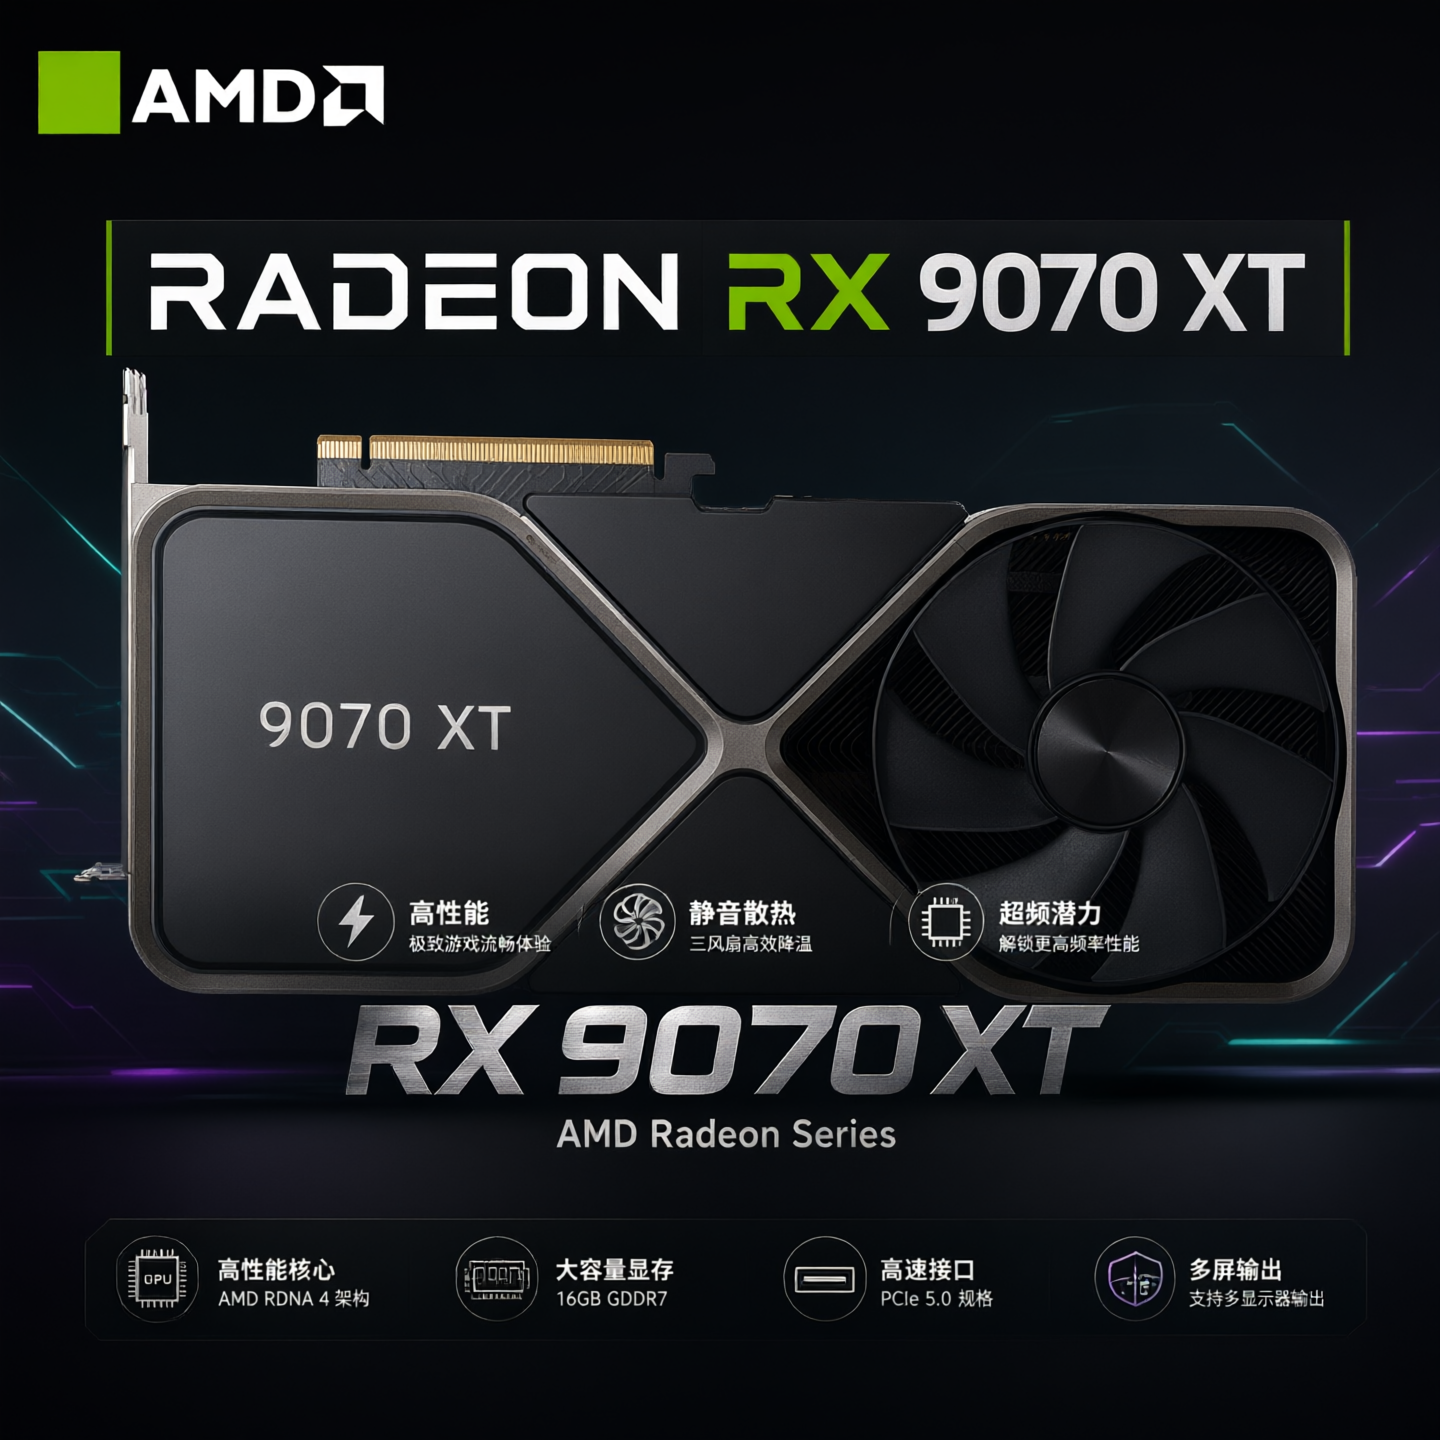 AMD
RADEON RX 9070 XT
9070 XT
高性能
极致游戏流畅体验
静音散热
三风扇高效降温
超频潜力
解锁更高频率性能
RX 9070 XT
AMD Radeon Series
GPU
高性能核心
AMD RDNA 4 架构
大容量显存
16GB GDDR7
高速接口
PCIe 5.0 规格
多屏输出
支持多显示器输出